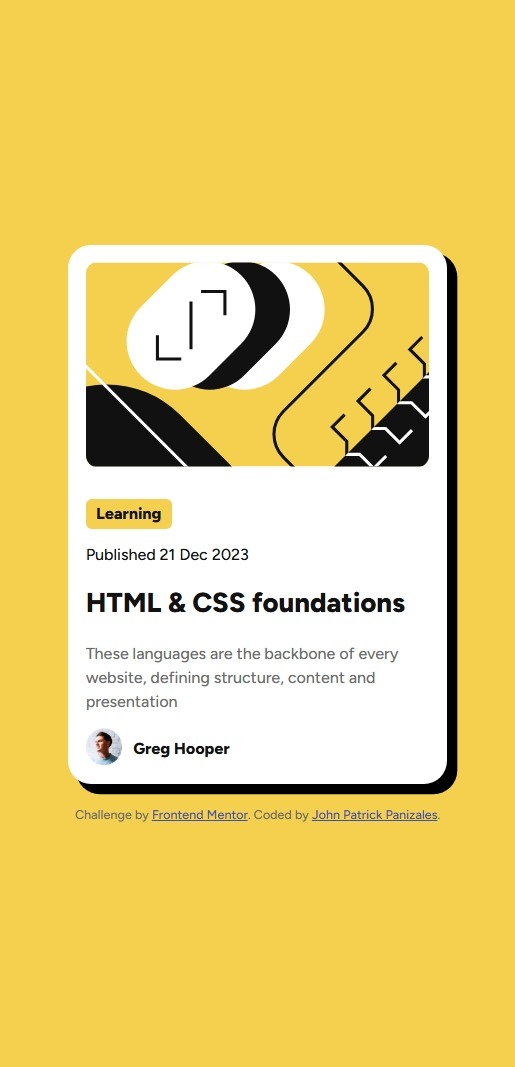 Learning
Published 21 Dec 2023
HTML & CSS foundations
These languages are the backbone of every
website, defining structure, content and
presentation
Greg Hooper
Challenge by Frontend Mentor. Coded by John Patrick Panizales.